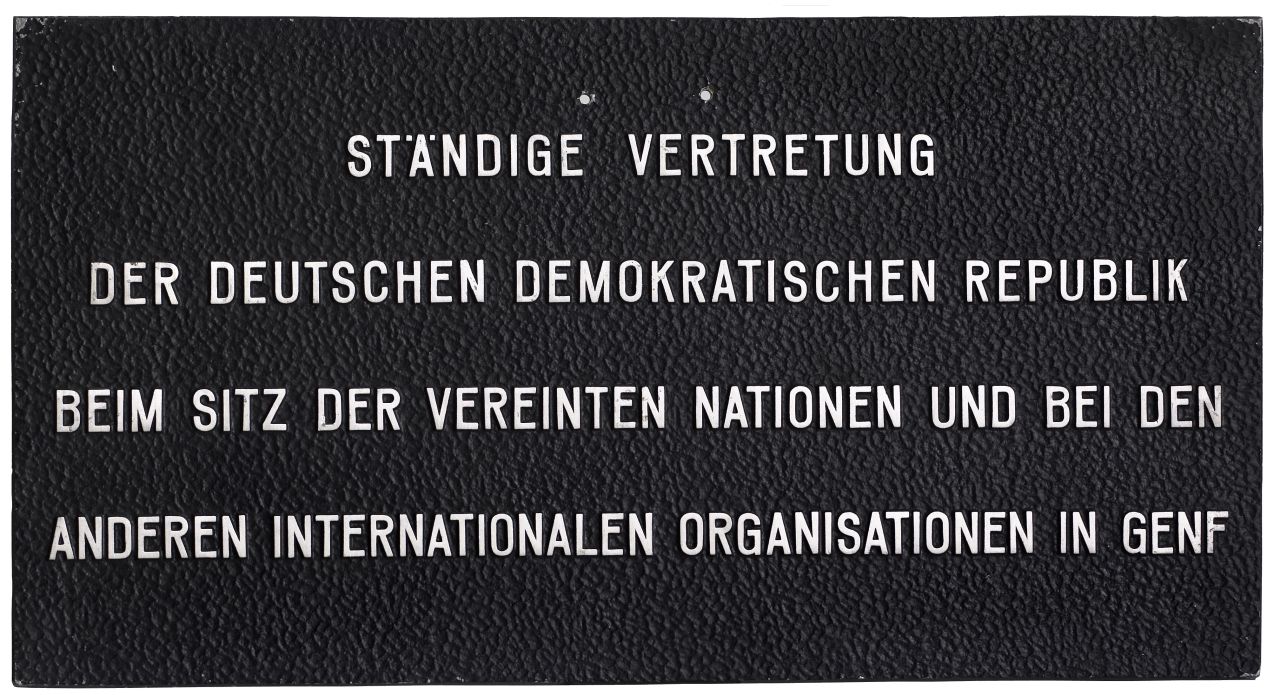 STÄNDIGE VERTRETUNG
DER DEUTSCHEN DEMOKRATISCHEN REPUBLIK
BEIM SITZ DER VEREINTEN NATIONEN UND BEI DEN
ANDEREN INTERNATIONALEN ORGANISATIONEN IN GENF